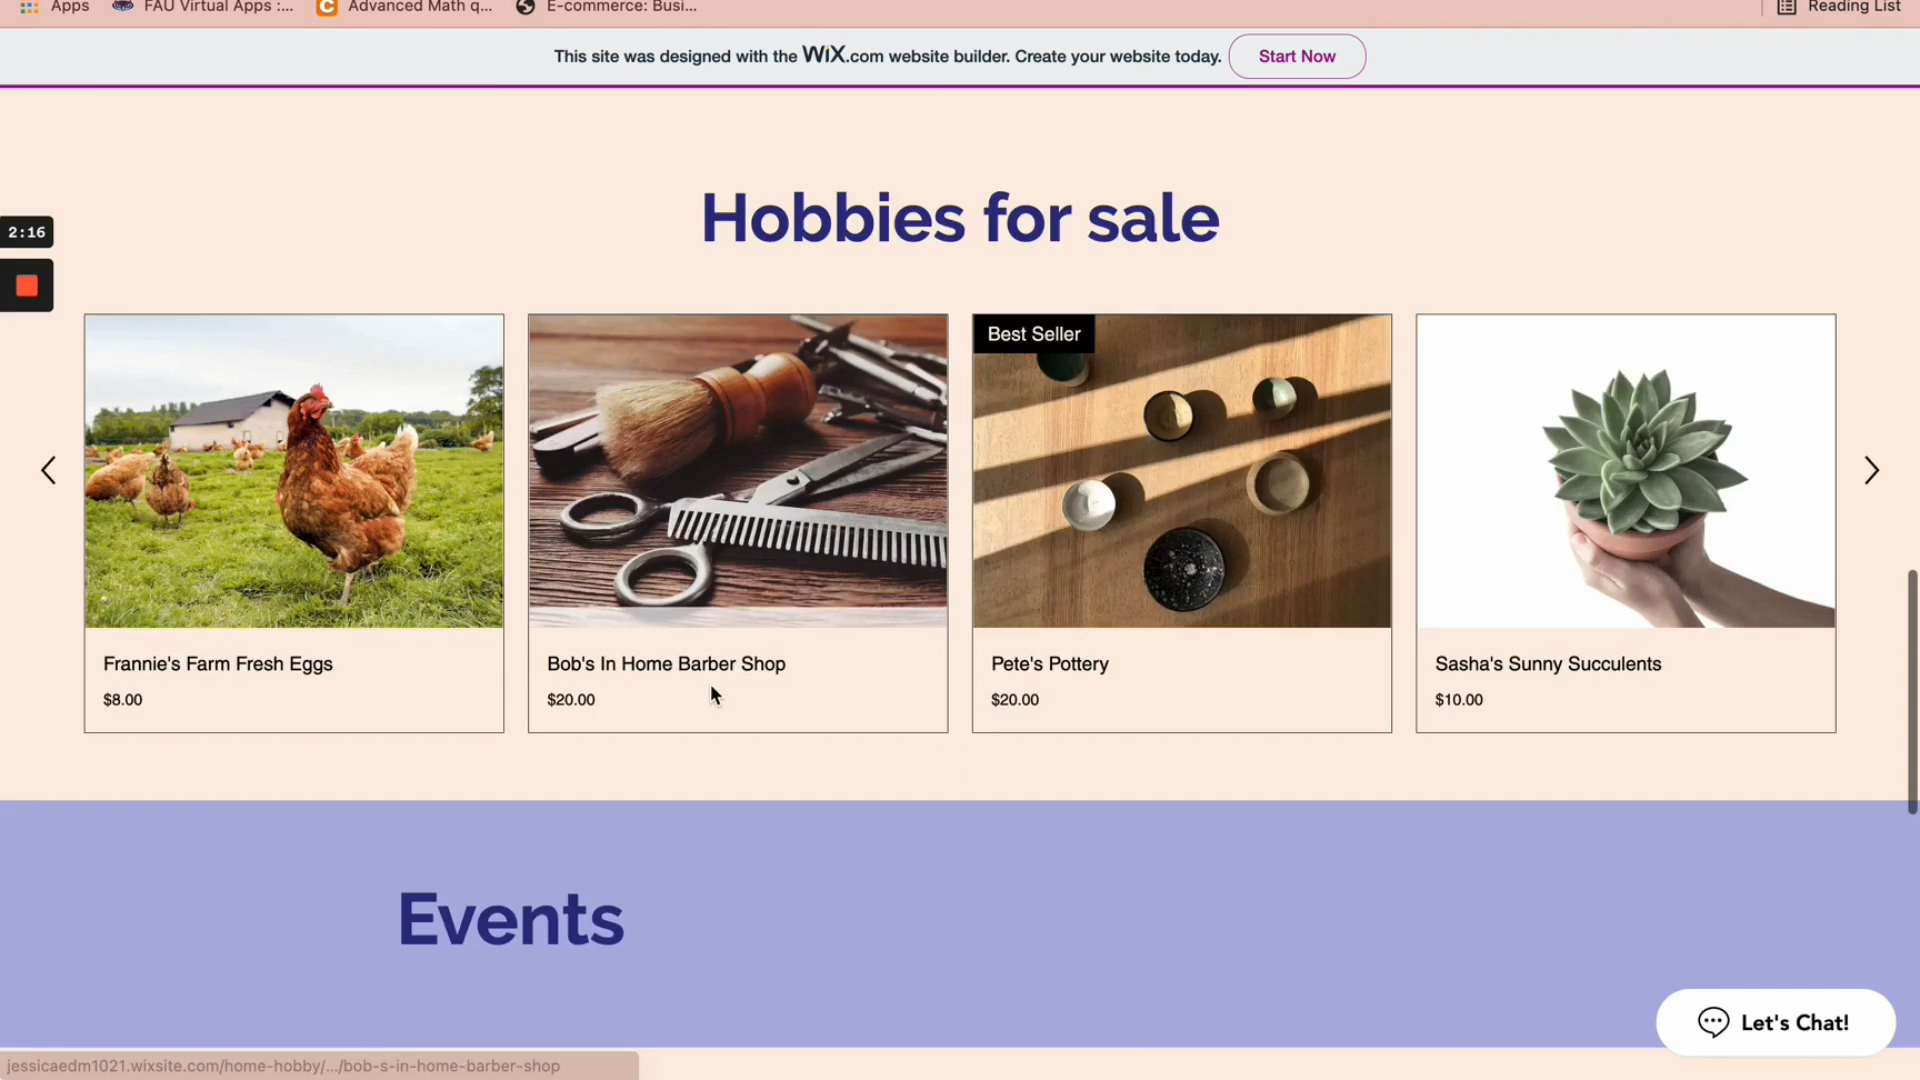 Apps
FAU Virtual Apps :...
Advanced Math q...
E-commerce: Busi...
Reading List
This site was designed with the WiX.com website builder. Create your website today.
Start Now
Hobbies for sale
2:16
Best Seller
Frannie's Farm Fresh Eggs
$8.00
Bob's In Home Barber Shop
$20.00
Pete's Pottery
$20.00
Sasha's Sunny Succulents
$10.00
Events
Let's Chat!
jessicaedm1021.wixsite.com/home-hobby/.../bob-s-in-home-barber-shop